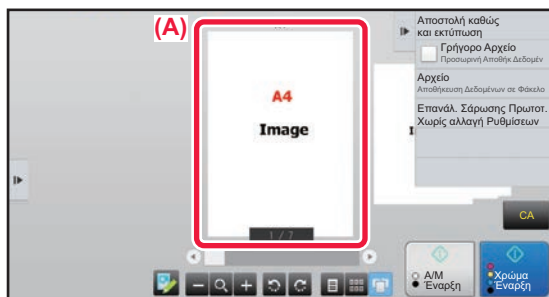 (A)
A4
Image
1 / 7
Αποστολή καθώς
και εκτύπωση
Γρήγορο Αρχείο
Προσωρινή Αποθήκ Δεδομέν
Αρχείο
Αποθήκευση Δεδομένων σε Φάκελο
Επανάλ. Σάρωσης Πρωτοτ.
Χωρίς αλλαγή Ρυθμίσεων
CA
Α/Μ
Έναρξη
Χρώμα
Έναρξη